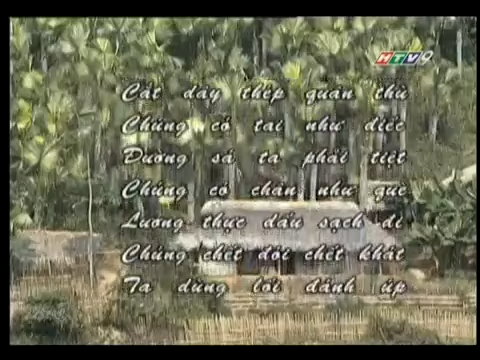 HTV9
Cắt dây thép quân thù
Chúng có tai như điếc
Đường sá ta phải tiệt
Chúng có chân như què
Lương thực dấu sạch đi
Chúng chết đói chết khát
Ta dùng lối đánh úp